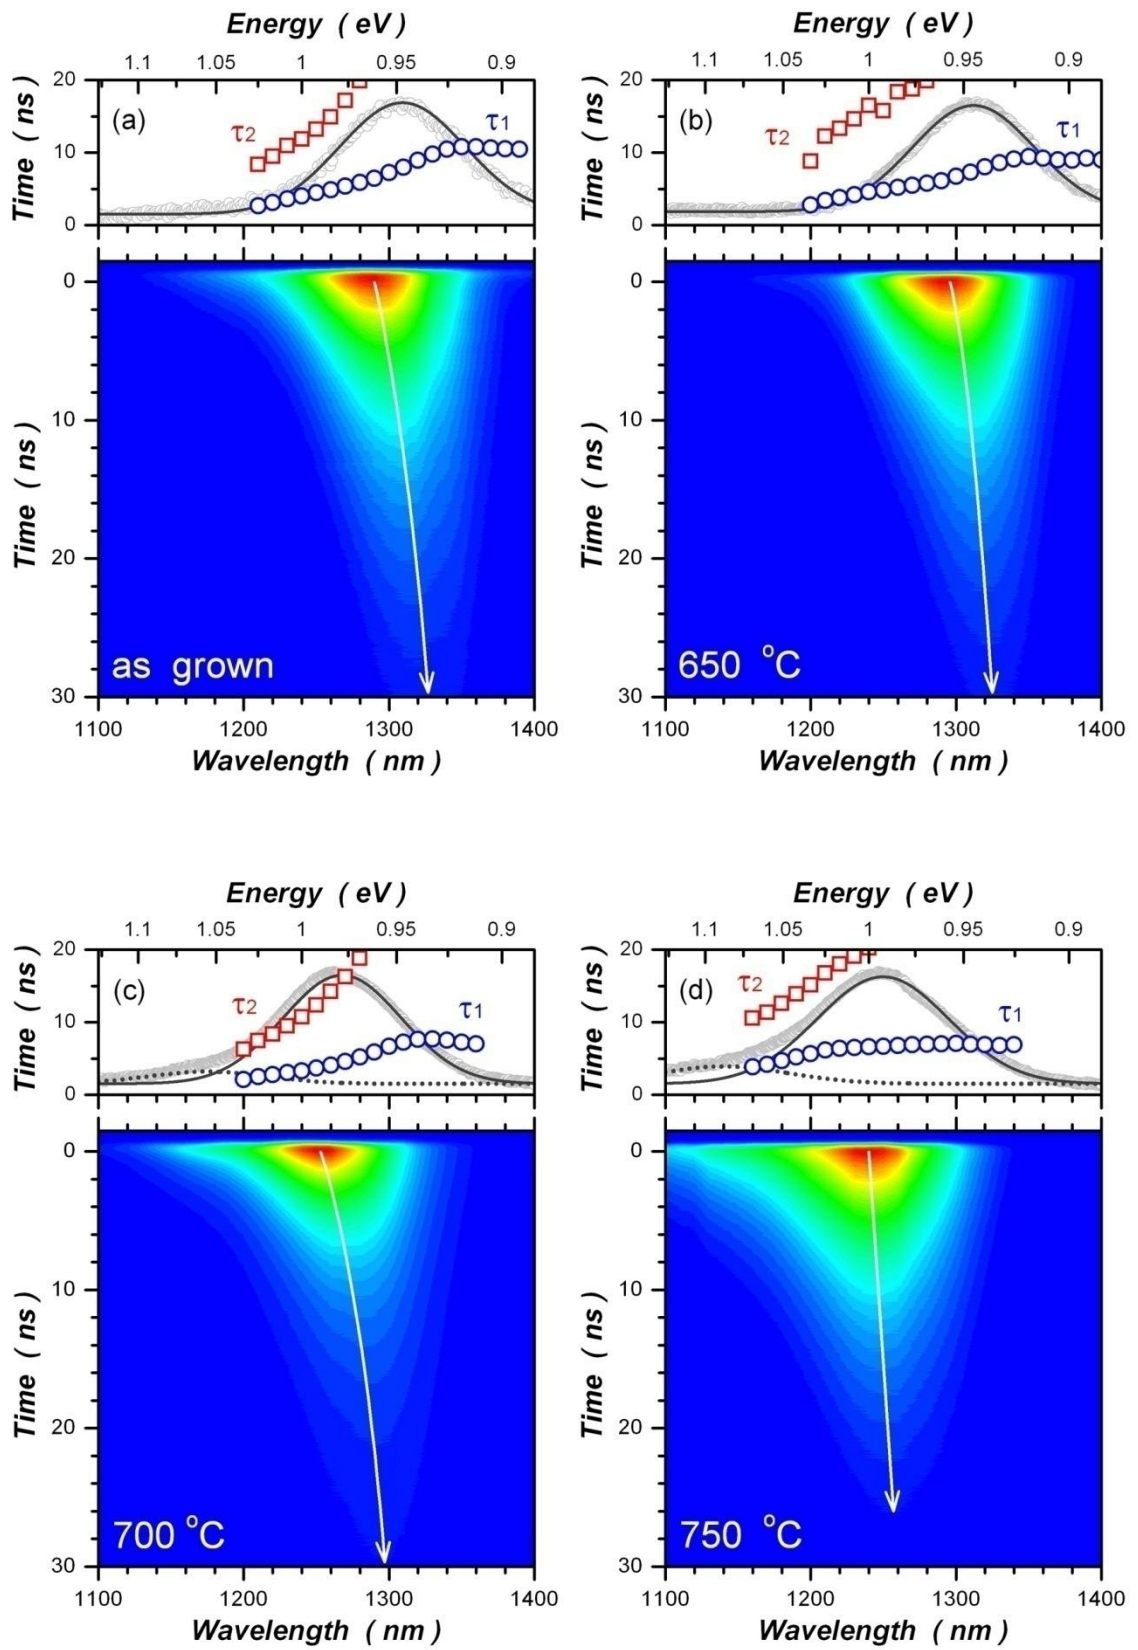 Energy ( eV )
1.1 1.05 1 0.95 0.9
20
10
0
Time ( ns )
(a)
τ2
τ1
0
10
20
30
Time ( ns )
as grown
1100 1200 1300 1400
Wavelength ( nm )
Energy ( eV )
1.1 1.05 1 0.95 0.9
20
10
0
Time ( ns )
(b)
τ2
τ1
0
10
20
30
Time ( ns )
650 °C
1100 1200 1300 1400
Wavelength ( nm )
Energy ( eV )
1.1 1.05 1 0.95 0.9
20
10
0
Time ( ns )
(c)
τ2
τ1
0
10
20
30
Time ( ns )
700 °C
1100 1200 1300 1400
Wavelength ( nm )
Energy ( eV )
1.1 1.05 1 0.95 0.9
20
10
0
Time ( ns )
(d)
τ2
τ1
0
10
20
30
Time ( ns )
750 °C
1100 1200 1300 1400
Wavelength ( nm )